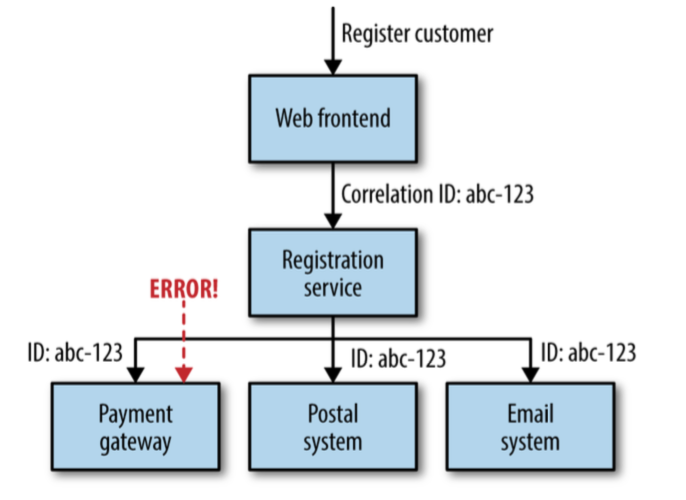 Register customer
Web frontend
Correlation ID: abc-123
Registration
service
ERROR!
ID: abc-123
ID: abc-123
ID: abc-123
Payment
gateway
Postal
system
Email
system